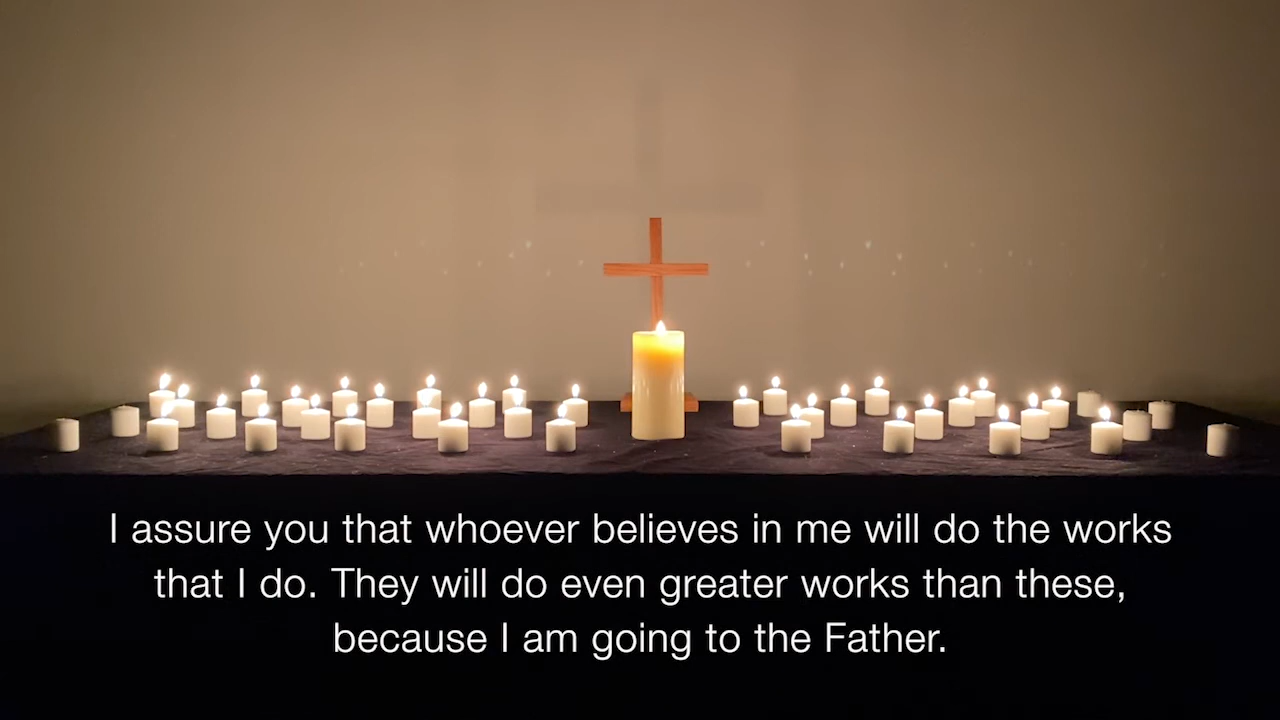 I assure you that whoever believes in me will do the works
that I do. They will do even greater works than these,
because I am going to the Father.